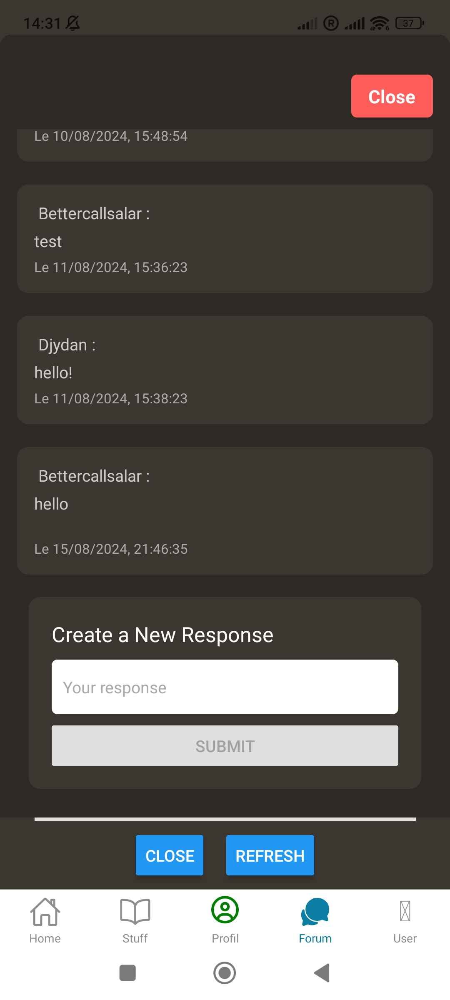 14:31
37
Close
Le 10/08/2024, 15:48:54
Bettercallsalar :
test
Le 11/08/2024, 15:36:23
Djydan :
hello!
Le 11/08/2024, 15:38:23
Bettercallsalar :
hello
Le 15/08/2024, 21:46:35
Create a New Response
Your response
SUBMIT
CLOSE REFRESH
Home Stuff Profil Forum User